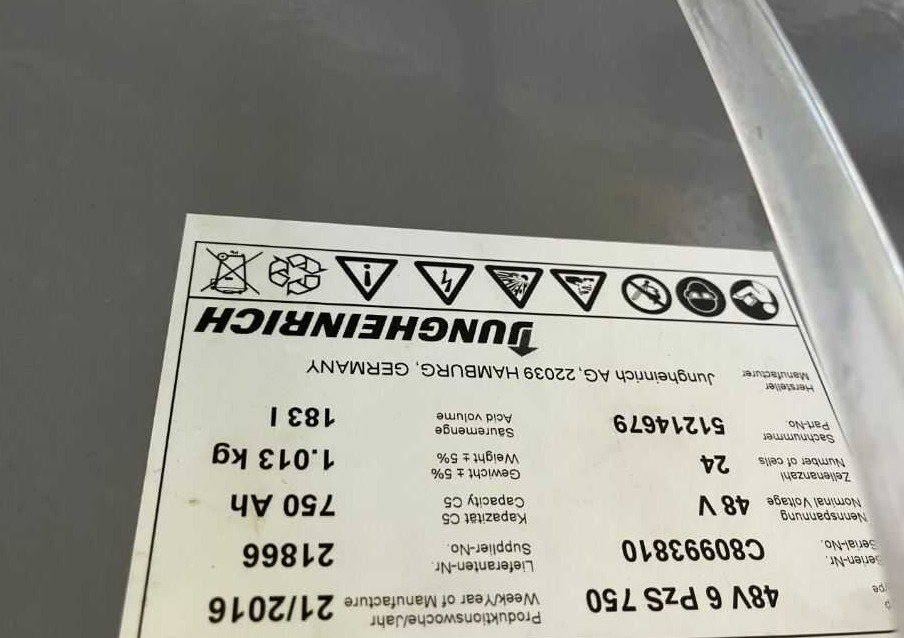 48V 6 PzS 750
Produktionswoche/Jahr
Week/Year of Manufacture
21/2016
Serien-Nr.
Serial-No.
C80993810
Lieferanten-Nr.
Supplier-No.
21866
Nennspannung
Nominal Voltage
48 V
Kapazität C5
Capacity C5
750 Ah
Zellenanzahl
Number of cells
24
Gewicht ± 5%
Weight ± 5%
1.013 kg
Sachnummer
Part-No.
51214679
Säuremenge
Acid volume
183 l
Hersteller
Manufacturer
Jungheinrich AG, 22039 HAMBURG, GERMANY
JUNGHEINRICH